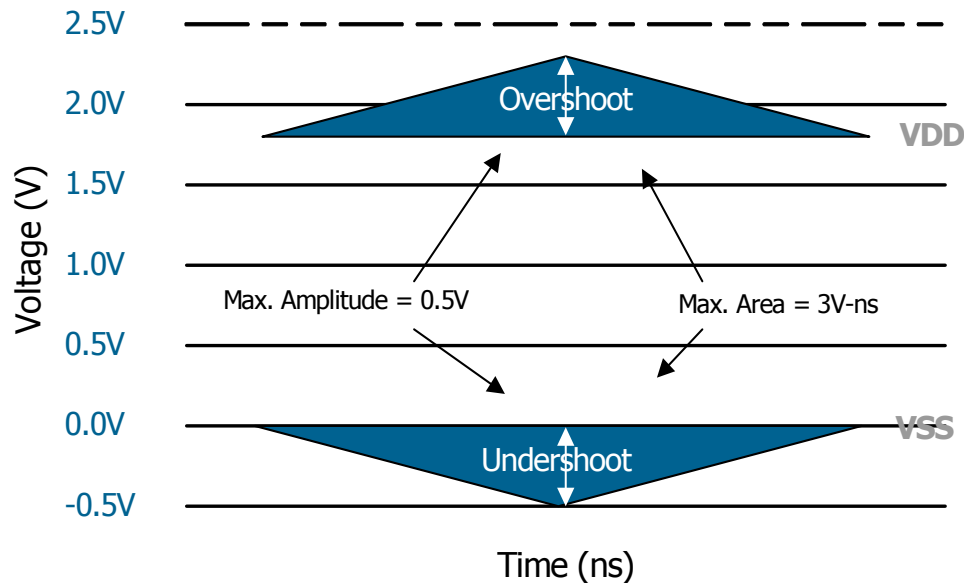 2.5V
Overshoot
2.0V
VDD
1.5V
1.0V
Voltage (V)
Max. Amplitude = 0.5V
Max. Area = 3V-ns
0.5V
0.0V
VSS
Undershoot
-0.5V
Time (ns)